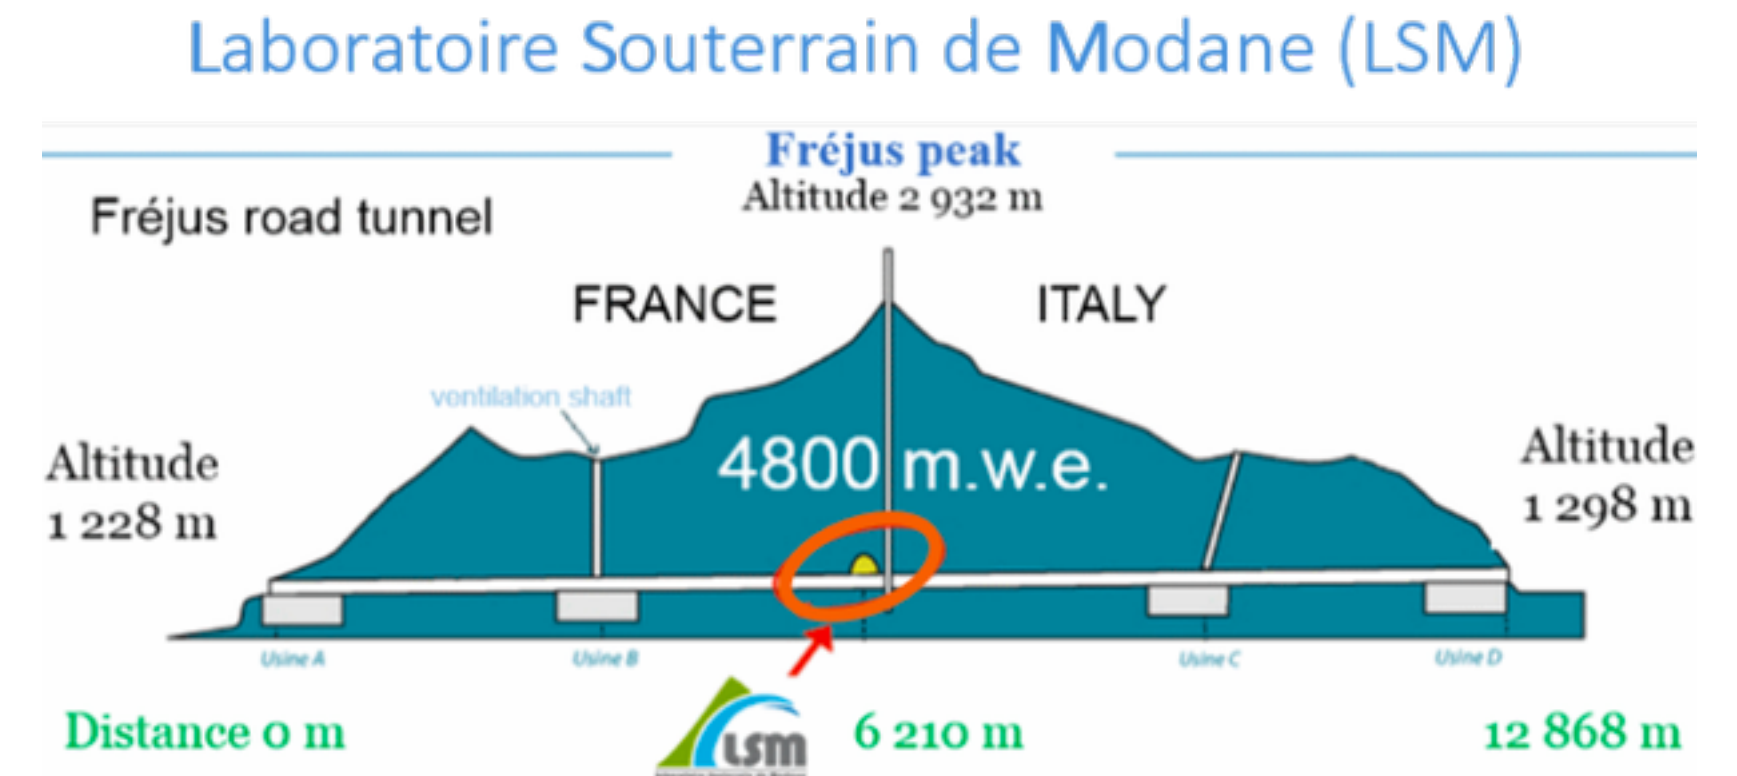 Laboratoire Souterrain de Modane (LSM)
Fréjus peak
Altitude 2 932 m
Fréjus road tunnel
FRANCE
ITALY
ventilation shaft
4800 m.w.e.
Altitude
1 228 m
Altitude
1 298 m
Usine A
Usine B
Usine C
Usine D
Distance 0 m
LSM
6 210 m
12 868 m